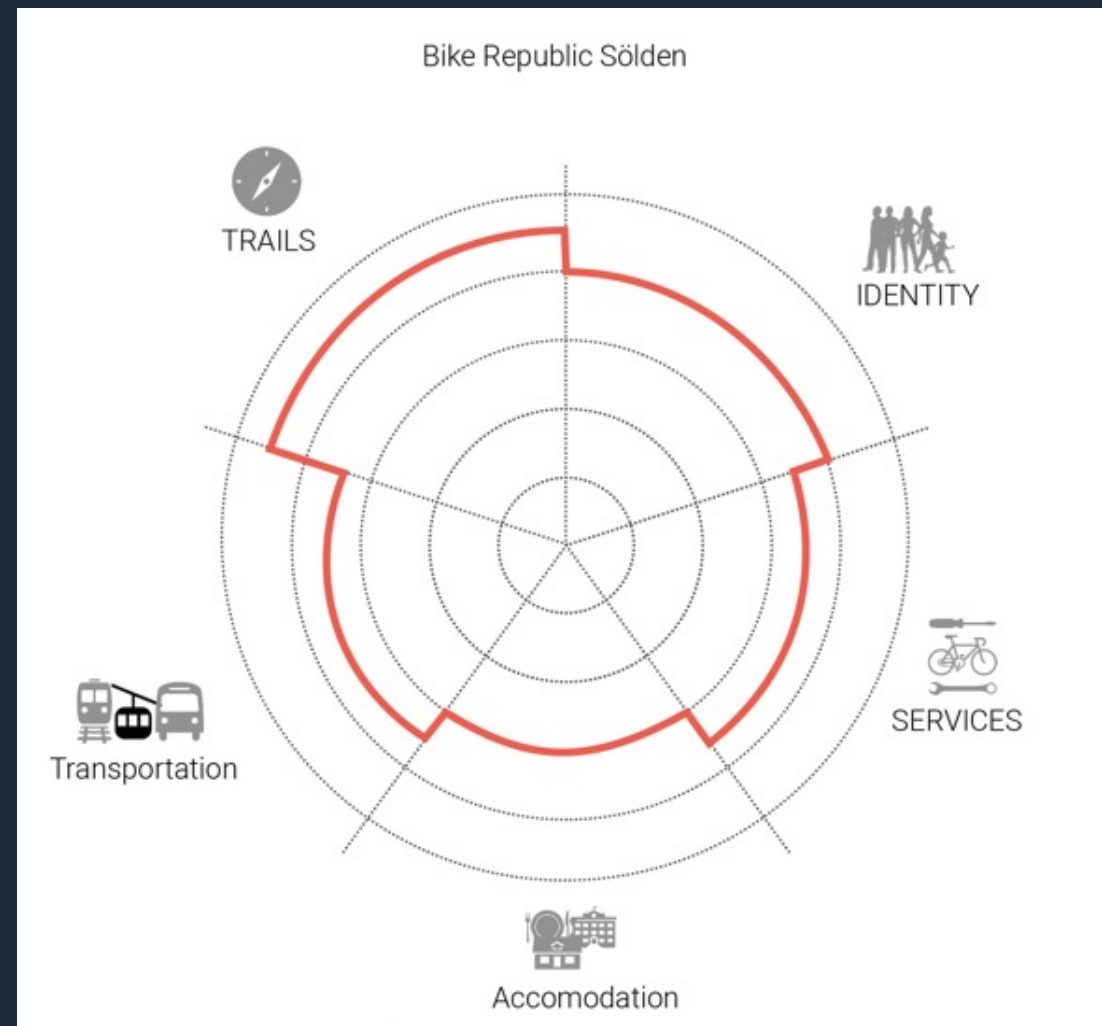 Bike Republic Sölden
TRAILS
IDENTITY
SERVICES
Transportation
Accomodation